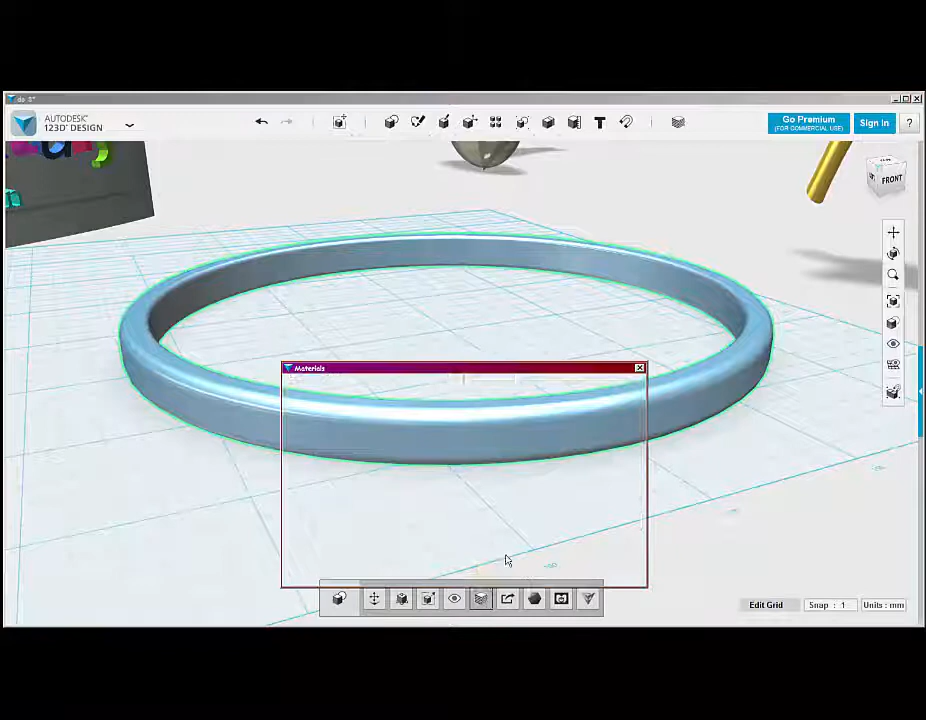 AUTODESK®
123D® DESIGN
Go Premium
(FOR COMMERCIAL USE)
Sign In
?
FRONT
Materials
Edit Grid
Snap : 1
Units : mm